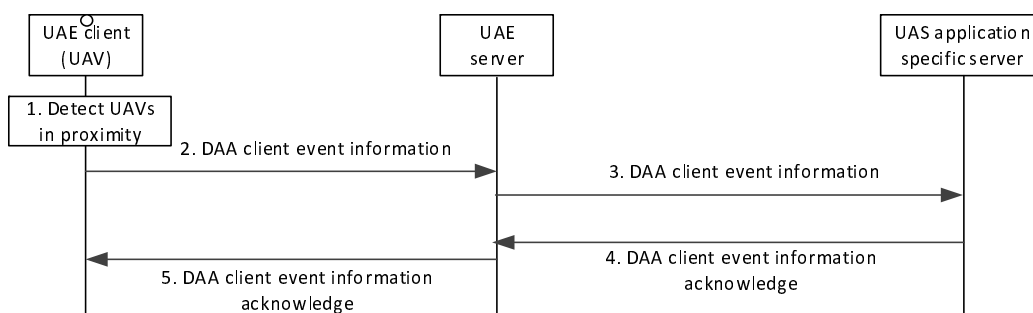 UAE client
(UAV)
UAE
server
UAS application
specific server
1. Detect UAVs
in proximity
2. DAA client event information
3. DAA client event information
4. DAA client event information
acknowledge
5. DAA client event information
acknowledge